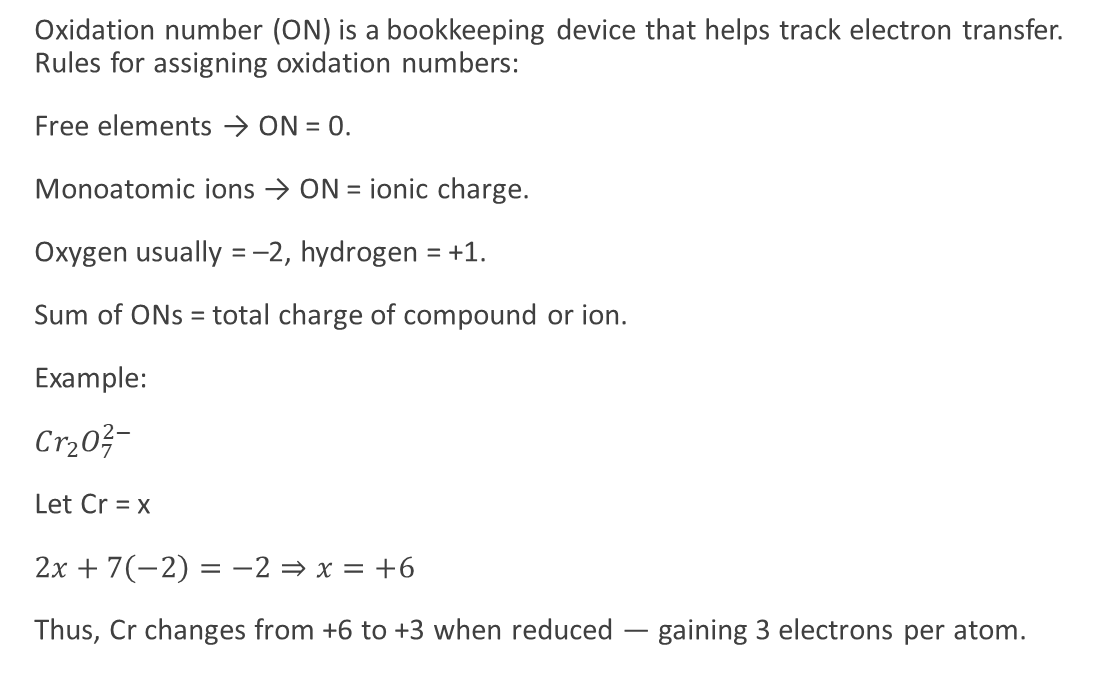 Oxidation number (ON) is a bookkeeping device that helps track electron transfer.
Rules for assigning oxidation numbers:
Free elements → ON = 0.
Monoatomic ions → ON = ionic charge.
Oxygen usually = –2, hydrogen = +1.
Sum of ONs = total charge of compound or ion.
Example:
Cr₂O₇²⁻
Let Cr = x
2x + 7(−2) = −2 ⇒ x = +6
Thus, Cr changes from +6 to +3 when reduced — gaining 3 electrons per atom.